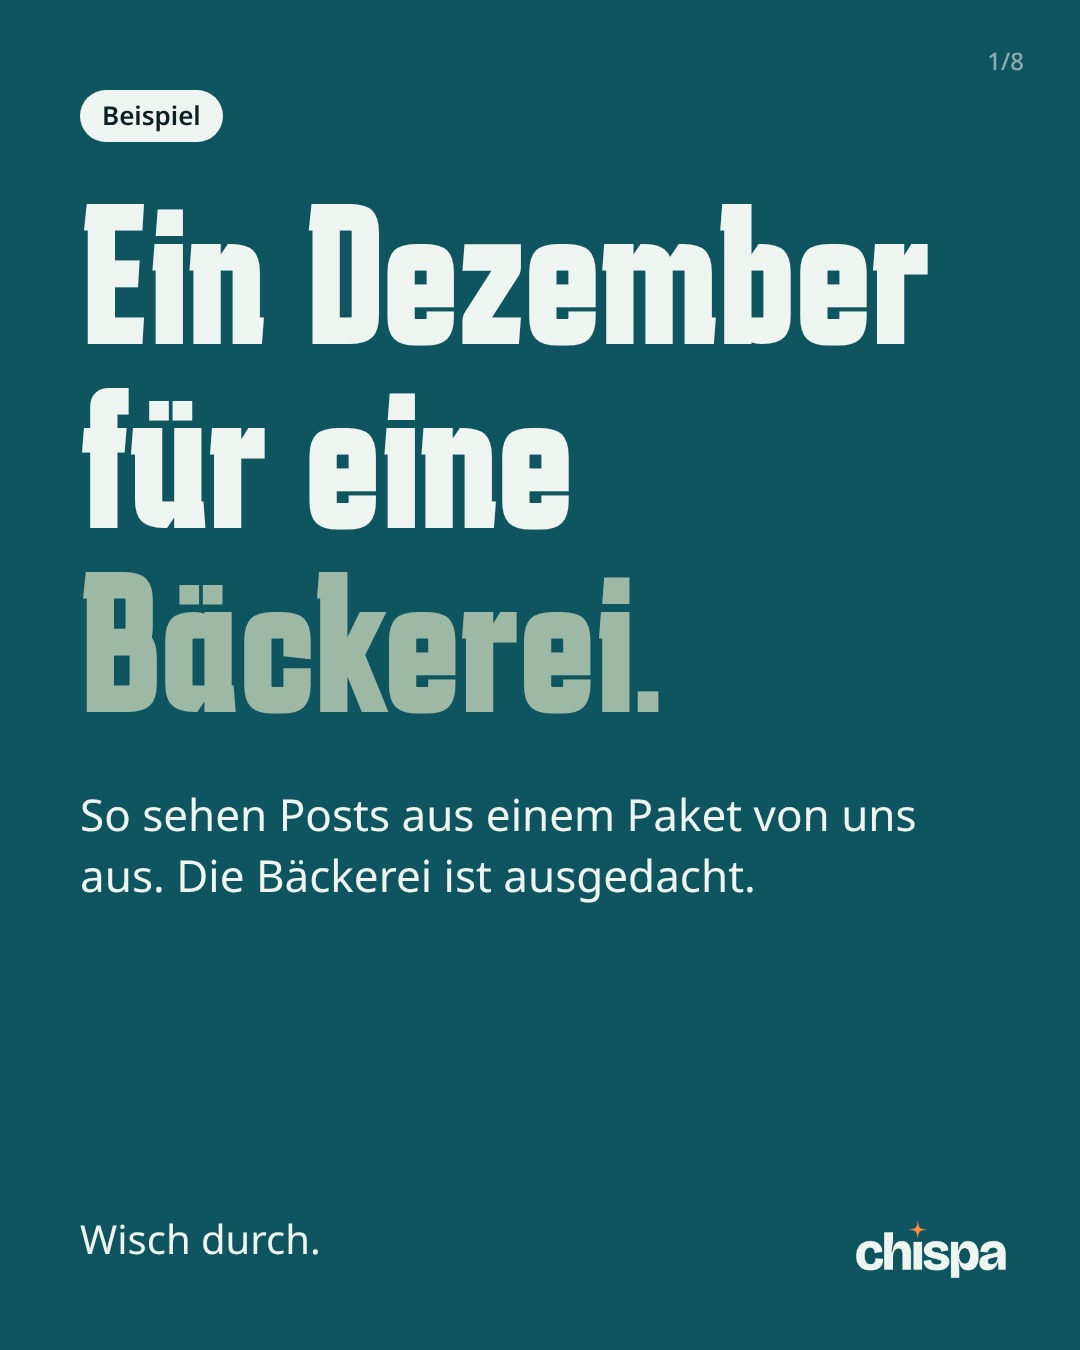 1/8
Beispiel
Ein Dezember
für eine
Bäckerei.
So sehen Posts aus einem Paket von uns
aus. Die Bäckerei ist ausgedacht.
Wisch durch.
chispa